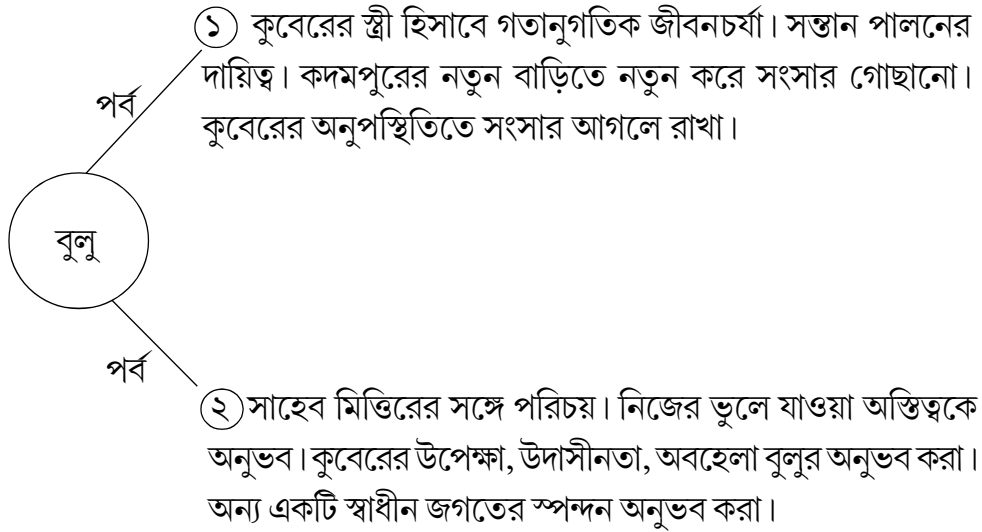 ১ কুবেরের স্ত্রী হিসাবে গতানুগতিক জীবনচর্যা। সন্তান পালনের
দায়িত্ব। কদমপুরের নতুন বাড়িতে নতুন করে সংসার গোছানো।
পর্ব
কুবেরের অনুপস্থিতিতে সংসার আগলে রাখা।
বুলু
পর্ব
২ সাহেব মিত্তিরের সঙ্গে পরিচয়। নিজের ভুলে যাওয়া অস্তিত্বকে
অনুভব। কুবেরের উপেক্ষা, উদাসীনতা, অবহেলা বুলুর অনুভব করা।
অন্য একটি স্বাধীন জগতের স্পন্দন অনুভব করা।